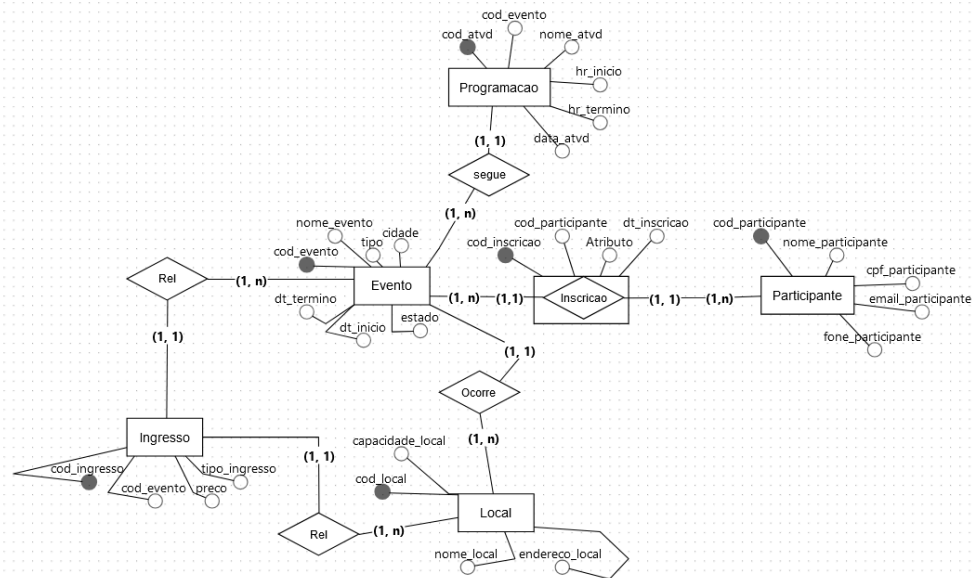 cod_evento
cod_atvd
nome_atvd
Programacao
hr_inicio
hr_termino
data_atvd
(1, 1)
segue
(1, n)
nome_evento
cidade
tipo
cod_evento
Evento
dt_termino
dt_inicio
estado
Rel
(1, n)
(1, 1)
(1, n)
(1,1)
cod_participante
dt_inscricao
cod_inscricao
Atributo
Inscricao
(1, 1)
(1,n)
cod_participante
nome_participante
cpf_participante
Participante
email_participante
fone_participante
(1, 1)
Ocorre
(1, n)
Ingresso
cod_ingresso
tipo_ingresso
cod_evento
preco
(1, 1)
Rel
(1, n)
capacidade_local
cod_local
Local
nome_local
endereco_local